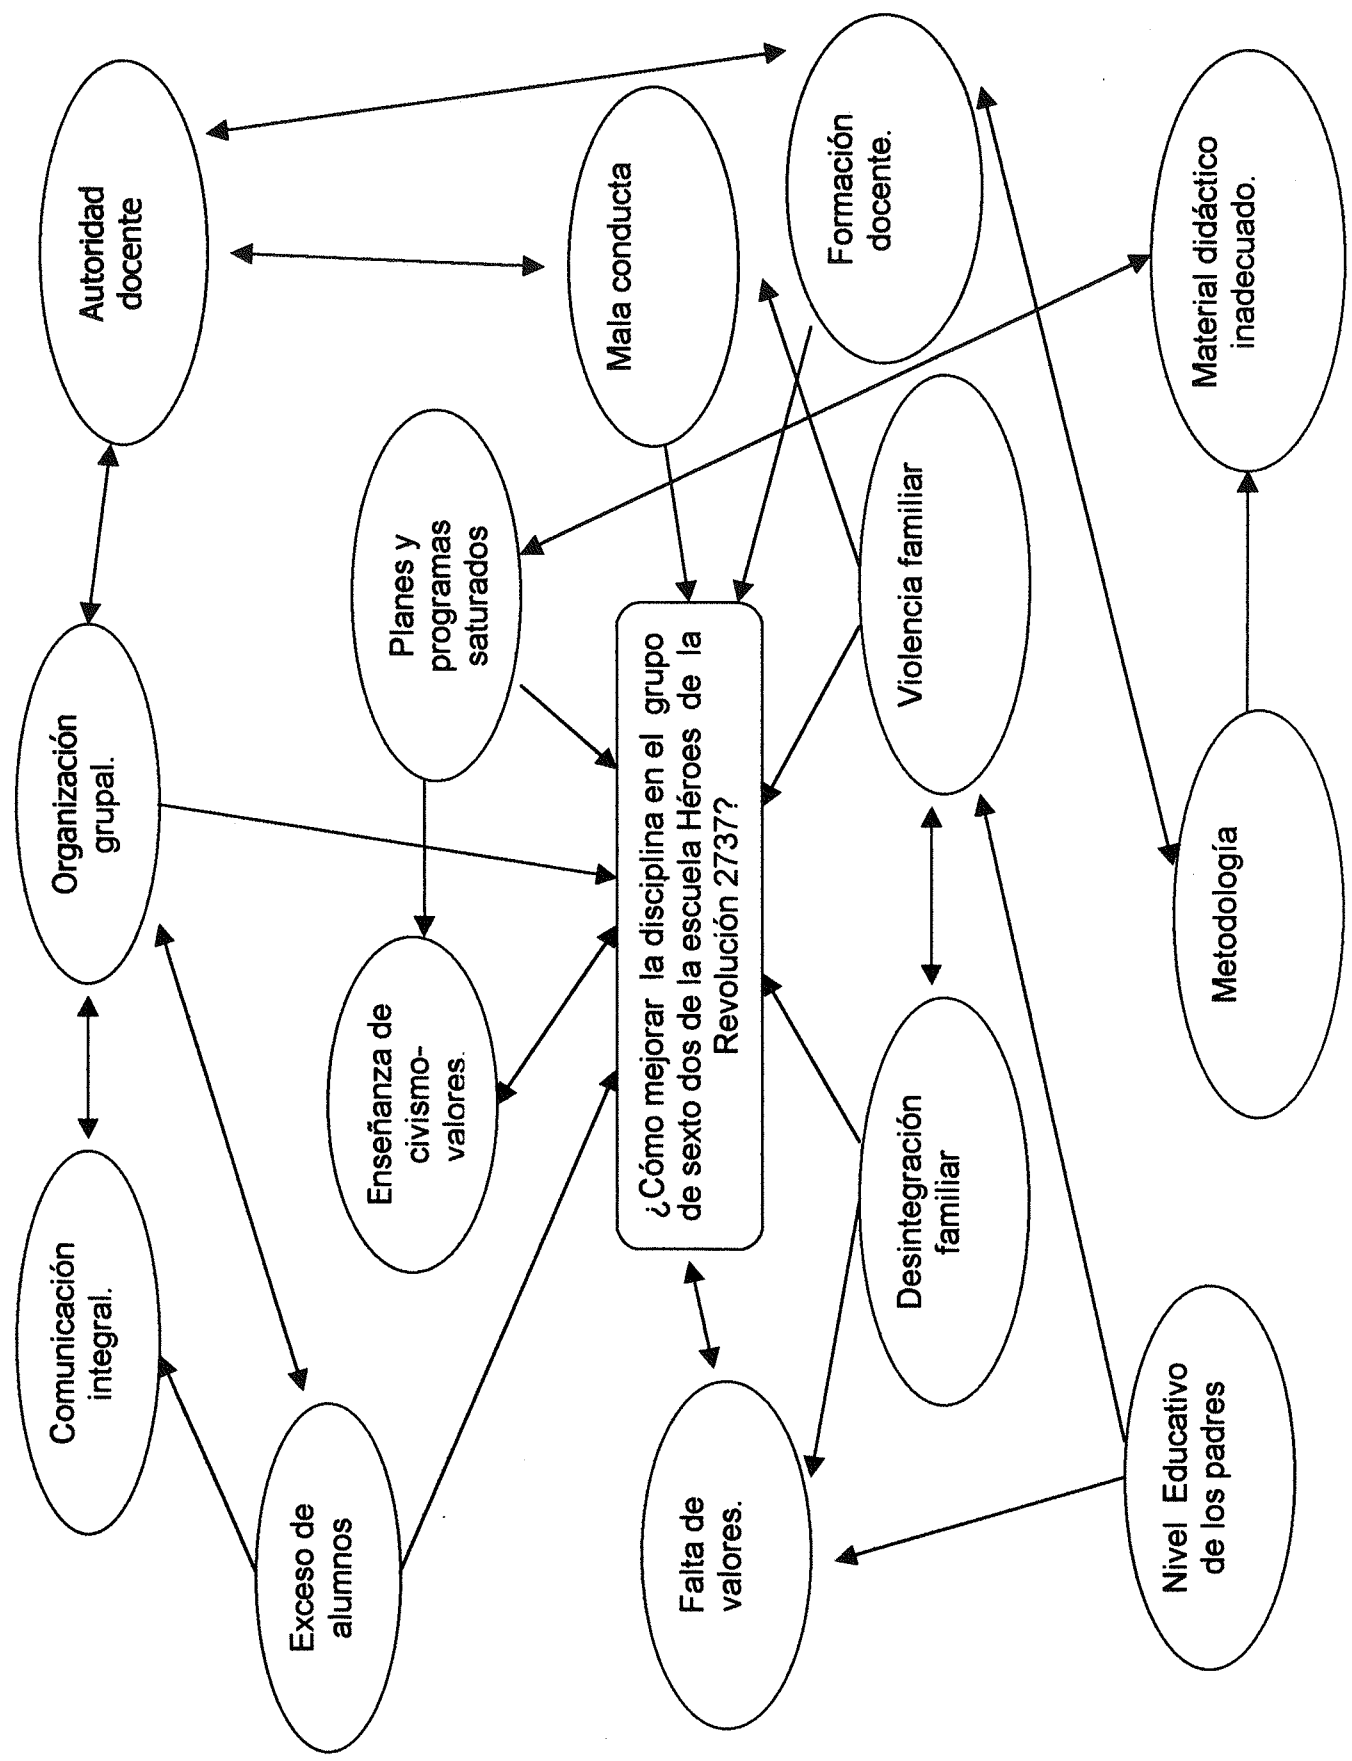 Comunicación
integral.
Organización
grupal.
Autoridad
docente
Exceso de
alumnos
Enseñanza de
civismo-
valores.
Planes y
programas
saturados
Mala conducta
¿Cómo mejorar la disciplina en el grupo
de sexto dos de la escuela Héroes de la
Revolución 2737?
Falta de
valores.
Desintegración
familiar
Violencia familiar
Formación
docente.
Nivel Educativo
de los padres
Metodología
Material didáctico
inadecuado.